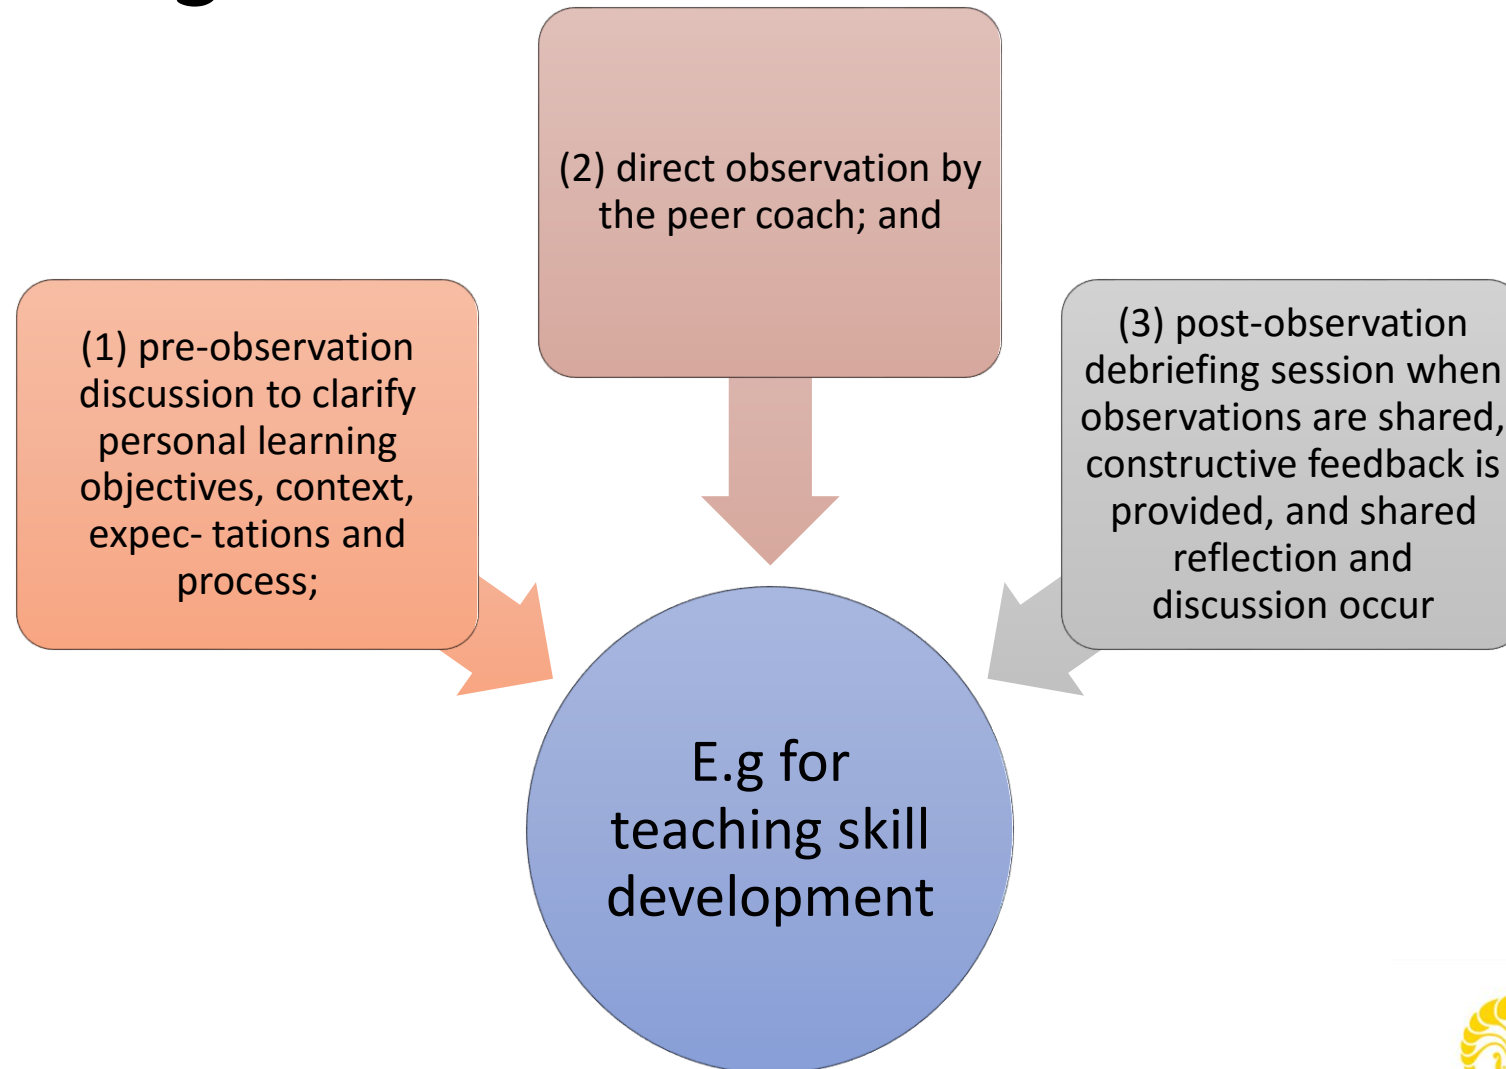 (1) pre-observation
discussion to clarify
personal learning
objectives, context,
expec- tations and
process;
(2) direct observation by
the peer coach; and
(3) post-observation
debriefing session when
observations are shared,
constructive feedback is
provided, and shared
reflection and
discussion occur
E.g for
teaching skill
development